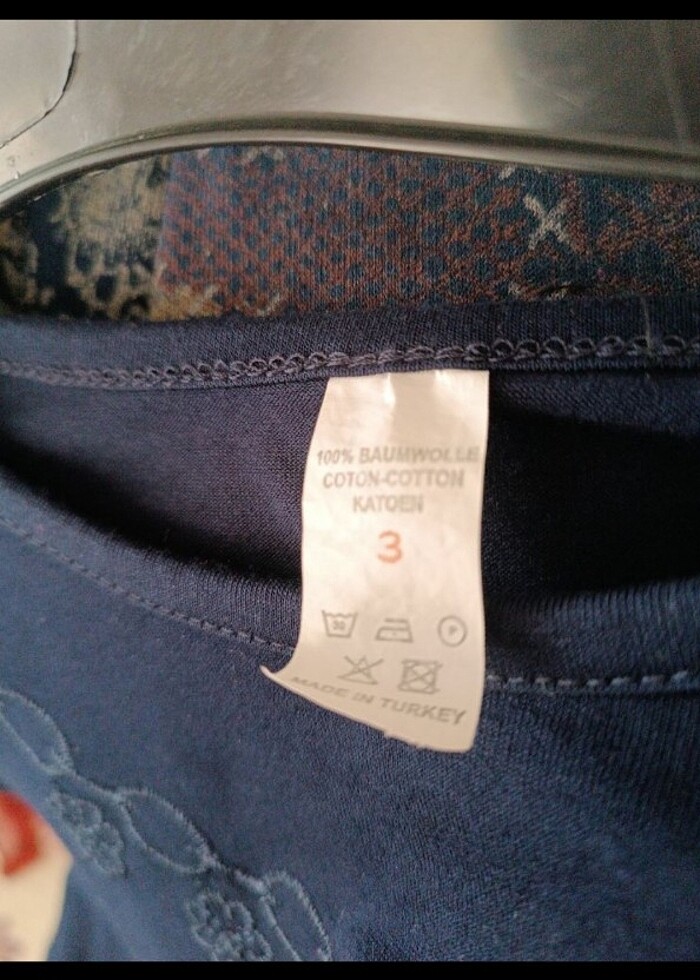 100% BAUMWOLLE
COTON-COTTON
KATOEN
3
30
P
MADE IN TURKEY